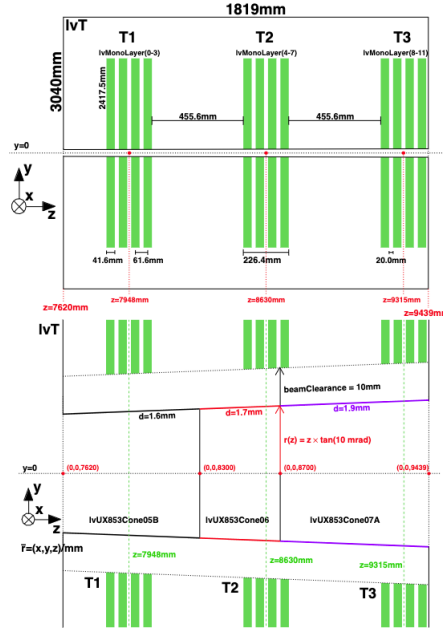 1819mm
lvT
T1
T2
T3
lvMonoLayer(0-3)
lvMonoLayer(4-7)
lvMonoLayer(8-11)
3040mm
2417.5mm
455.6mm
455.6mm
y=0
y
x
z
41.6mm
61.6mm
226.4mm
20.0mm
z=7620mm
z=7948mm
z=8630mm
z=9315mm
z=9439mm
lvT
beamClearance = 10mm
d=1.6mm
d=1.7mm
d=1.9mm
r(z) = z × tan(10 mrad)
y=0
(0,0,7620)
(0,0,8300)
(0,0,8700)
(0,0,9439)
y
x
z
lvUX853Cone05B
lvUX853Cone06
lvUX853Cone07A
r̅=(x,y,z)/mm
z=7948mm
z=8630mm
z=9315mm
T1
T2
T3